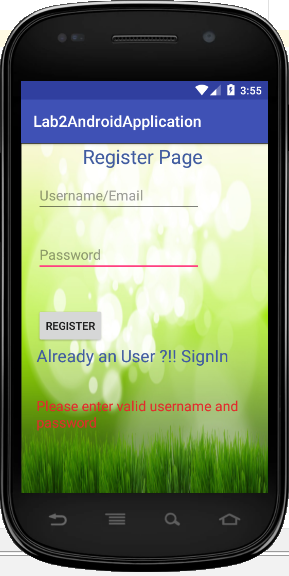 3:55
Lab2AndroidApplication
Register Page
Username/Email
Password
REGISTER
Already an User ?!! SignIn
Please enter valid username and
password